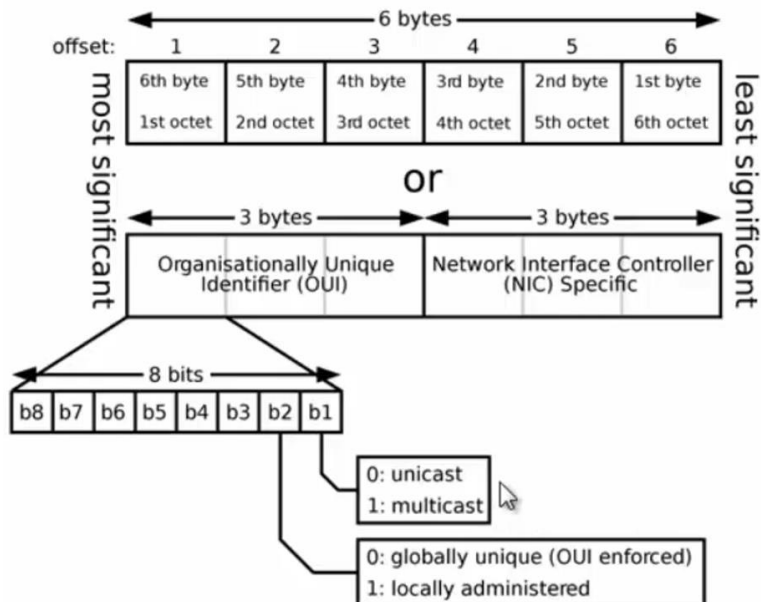 6 bytes
offset: 1 2 3 4 5 6
6th byte 5th byte 4th byte 3rd byte 2nd byte 1st byte
1st octet 2nd octet 3rd octet 4th octet 5th octet 6th octet
most significant
least significant
or
3 bytes 3 bytes
Organisationally Unique
Identifier (OUI)
Network Interface Controller
(NIC) Specific
8 bits
b8 b7 b6 b5 b4 b3 b2 b1
0: unicast
1: multicast
0: globally unique (OUI enforced)
1: locally administered